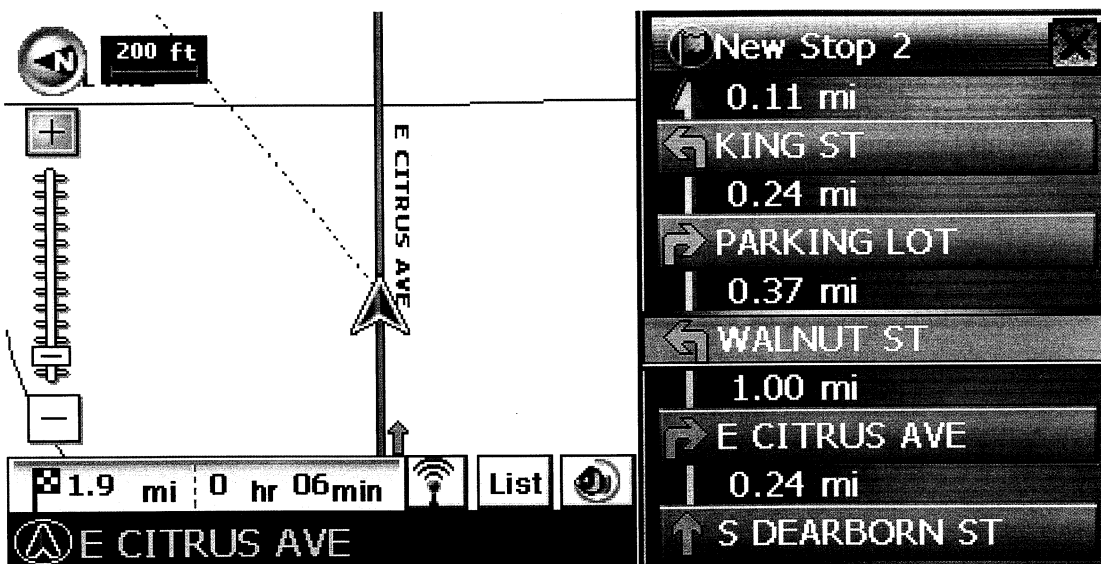 N
200 ft
+
E CITRUS AVE
−
1.9 mi
0 hr 06 min
List
E CITRUS AVE
New Stop 2
0.11 mi
KING ST
0.24 mi
PARKING LOT
0.37 mi
WALNUT ST
1.00 mi
E CITRUS AVE
0.24 mi
S DEARBORN ST